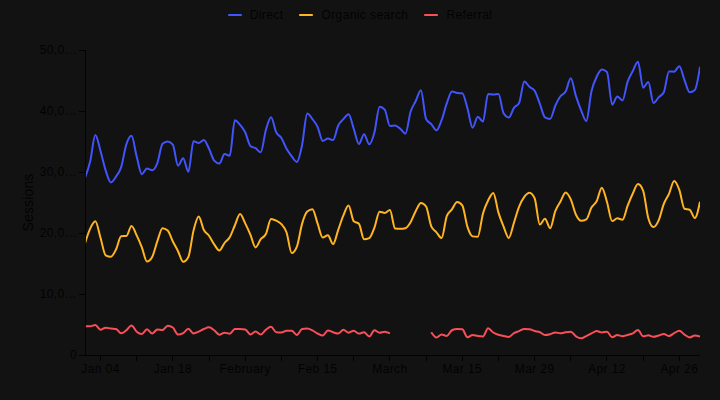 Direct Organic search Referral
50,0...
40,0...
30,0...
20,0...
10,0...
0
Sessions
Jan 04 Jan 18 February Feb 15 March Mar 15 Mar 29 Apr 12 Apr 26